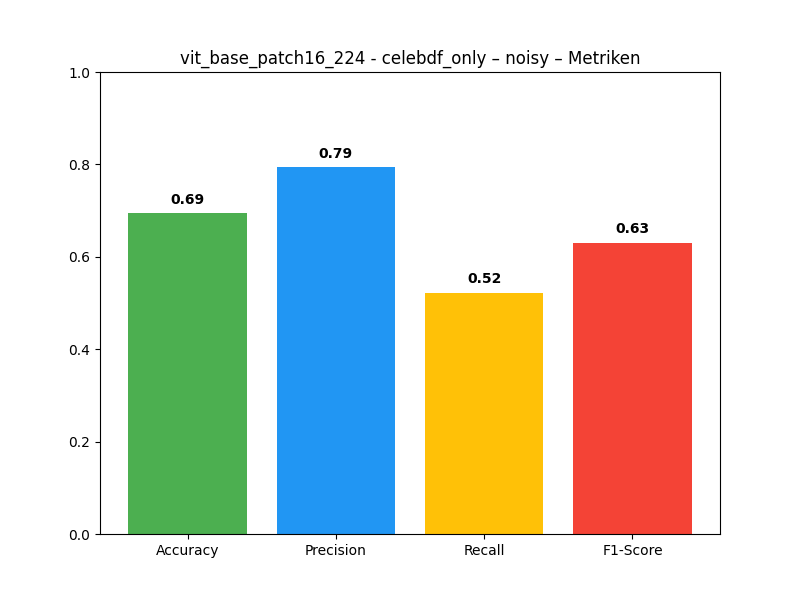 vit_base_patch16_224 - celebdf_only – noisy – Metriken
1.0
0.8
0.6
0.4
0.2
0.0
0.69
0.79
0.52
0.63
Accuracy
Precision
Recall
F1-Score